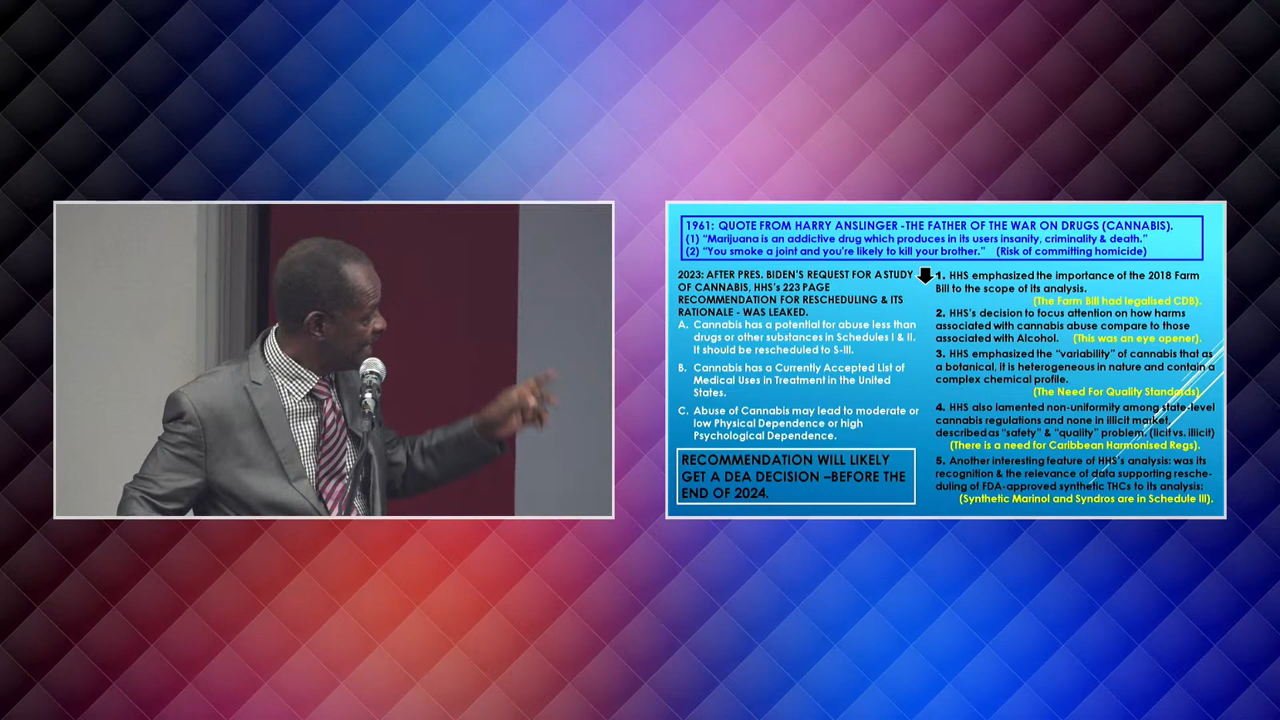 1961: QUOTE FROM HARRY ANSLINGER -THE FATHER OF THE WAR ON DRUGS (CANNABIS).
(1) "Marijuana is an addictive drug which produces in its users insanity, criminality & death."
(2) "You smoke a joint and you're likely to kill your brother." (Risk of committing homicide)
2023: AFTER PRES. BIDEN'S REQUEST FOR A STUDY
OF CANNABIS, HHS's 223 PAGE
RECOMMENDATION FOR RESCHEDULING & ITS
RATIONALE - WAS LEAKED.
A. Cannabis has a potential for abuse less than
drugs or other substances in Schedules I & II.
It should be rescheduled to S-III.
B. Cannabis has a Currently Accepted List of
Medical Uses in Treatment in the United
States.
C. Abuse of Cannabis may lead to moderate or
low Physical Dependence or high
Psychological Dependence.
RECOMMENDATION WILL LIKELY
GET A DEA DECISION –BEFORE THE
END OF 2024.
1. HHS emphasized the importance of the 2018 Farm
Bill to the scope of its analysis.
(The Farm Bill had legalised CDB).
2. HHS's decision to focus attention on how harms
associated with cannabis abuse compare to those
associated with Alcohol. (This was an eye opener).
3. HHS emphasized the "variability" of cannabis that as
a botanical, it is heterogeneous in nature and contain a
complex chemical profile.
(The Need For Quality Standards).
4. HHS also lamented non-uniformity among state-level
cannabis regulations and none in illicit market
described as "safety" & "quality" problem. (licit vs. illicit)
(There is a need for Caribbean Harmonised Regs).
5. Another interesting feature of HHS's analysis: was its
recognition & the relevance of data supporting resche-
duling of FDA-approved synthetic THCs to its analysis:
(Synthetic Marinol and Syndros are in Schedule III).